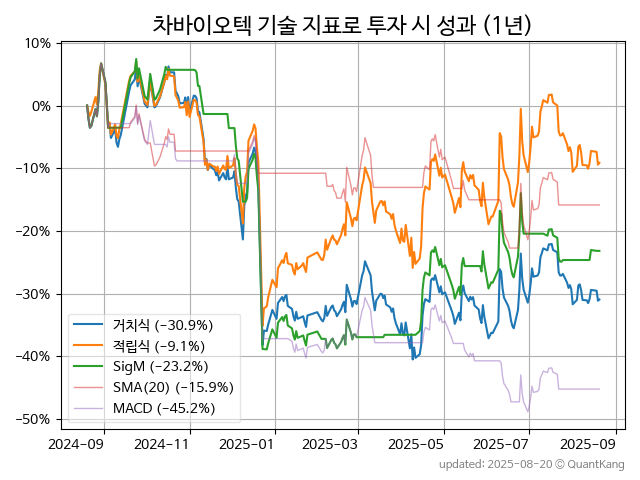 차바이오텍 기술 지표로 투자 시 성과 (1년)
10%
0%
−10%
−20%
−30%
−40%
−50%
거치식 (−30.9%)
적립식 (−9.1%)
SigM (−23.2%)
SMA(20) (−15.9%)
MACD (−45.2%)
2024−09 2024−11 2025−01 2025−03 2025−05 2025−07 2025−09
updated: 2025−08−20 © QuantKang